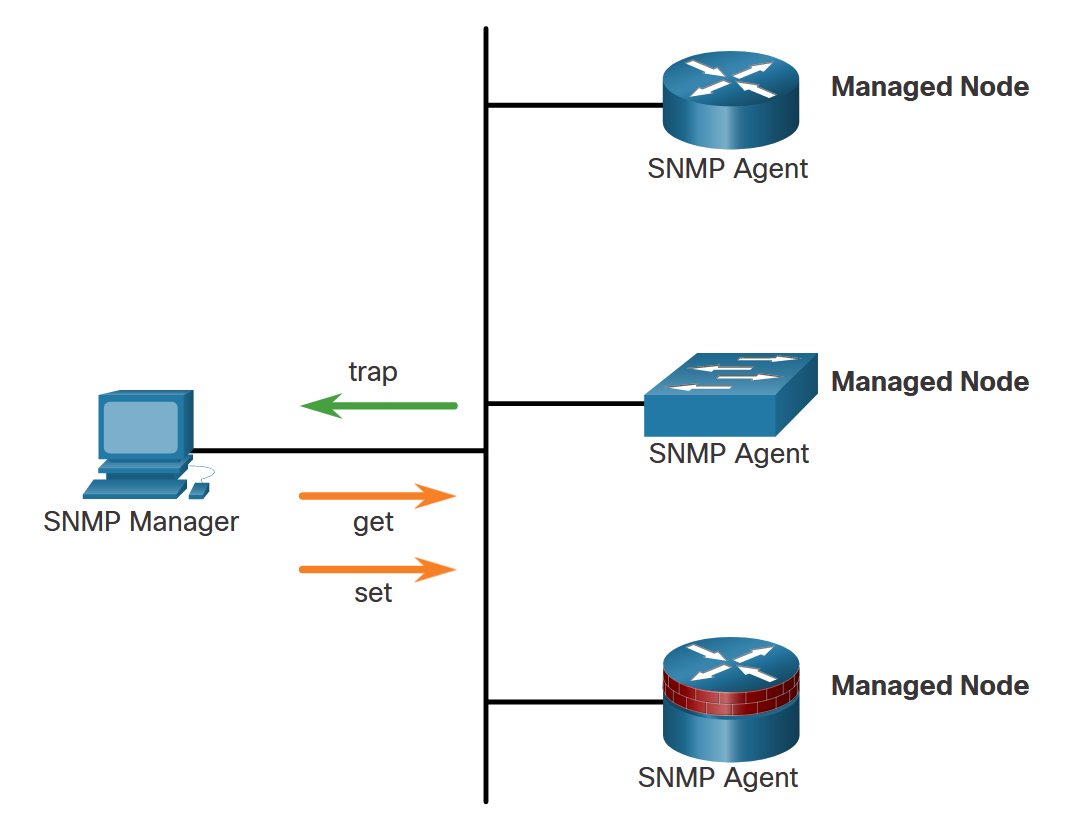 Managed Node
SNMP Agent
trap
Managed Node
SNMP Agent
SNMP Manager
get
set
Managed Node
SNMP Agent